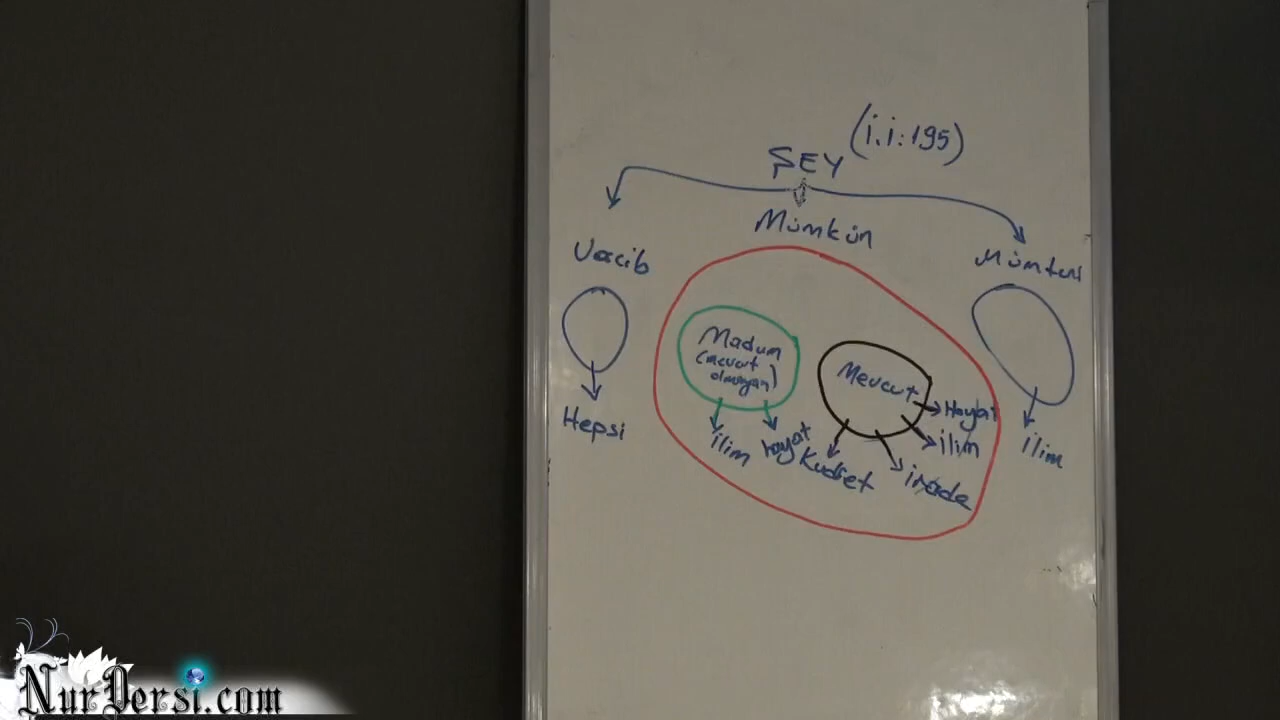 ŞEY (i.i:195)
Vacib
Mümkün
Mümteni
Madum
(mevcut
olmayan)
Mevcut
Hepsi
ilim
hayat
Kudret
irade
ilim
Hayat
ilim
NurDersi.com